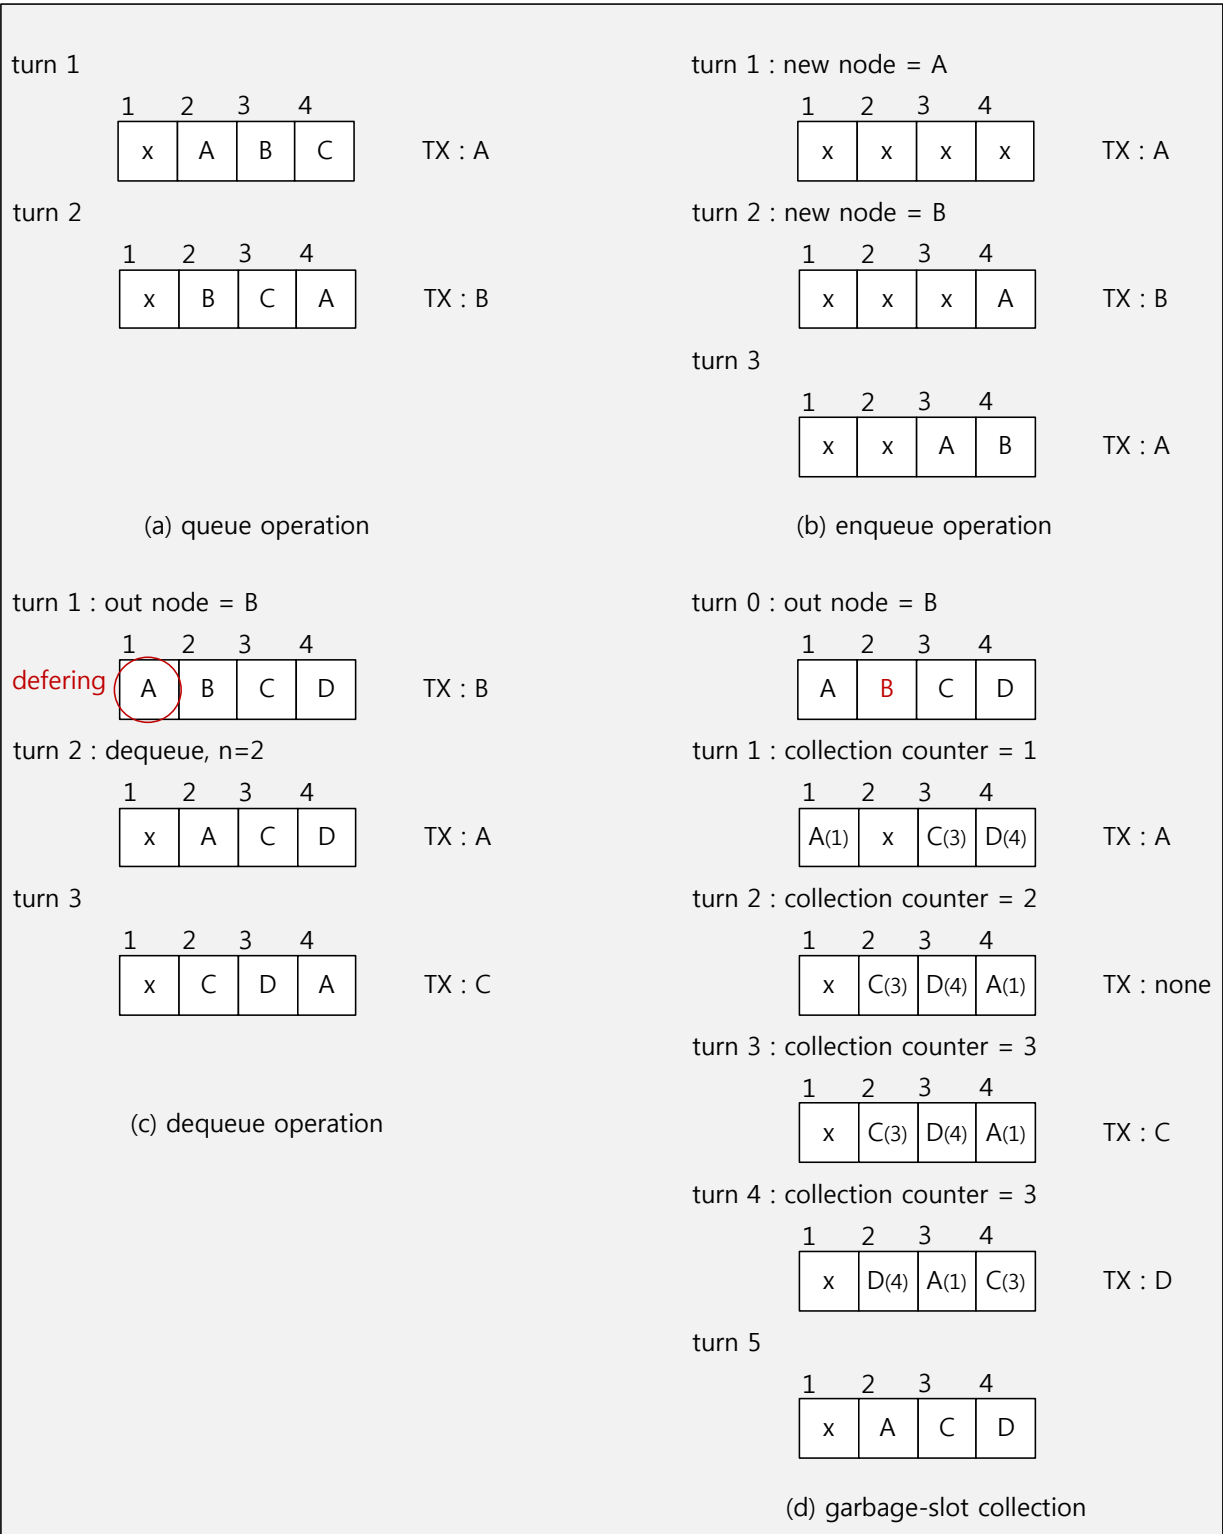 turn 1
1 2 3 4
x A B C TX : A
turn 2
1 2 3 4
x B C A TX : B
(a) queue operation
turn 1 : new node = A
1 2 3 4
x x x x TX : A
turn 2 : new node = B
1 2 3 4
x x x A TX : B
turn 3
1 2 3 4
x x A B TX : A
(b) enqueue operation
turn 1 : out node = B
1 2 3 4
defering A B C D TX : B
turn 2 : dequeue, n=2
1 2 3 4
x A C D TX : A
turn 3
1 2 3 4
x C D A TX : C
(c) dequeue operation
turn 0 : out node = B
1 2 3 4
A B C D
turn 1 : collection counter = 1
1 2 3 4
A(1) x C(3) D(4) TX : A
turn 2 : collection counter = 2
1 2 3 4
x C(3) D(4) A(1) TX : none
turn 3 : collection counter = 3
1 2 3 4
x C(3) D(4) A(1) TX : C
turn 4 : collection counter = 3
1 2 3 4
x D(4) A(1) C(3) TX : D
turn 5
1 2 3 4
x A C D
(d) garbage-slot collection